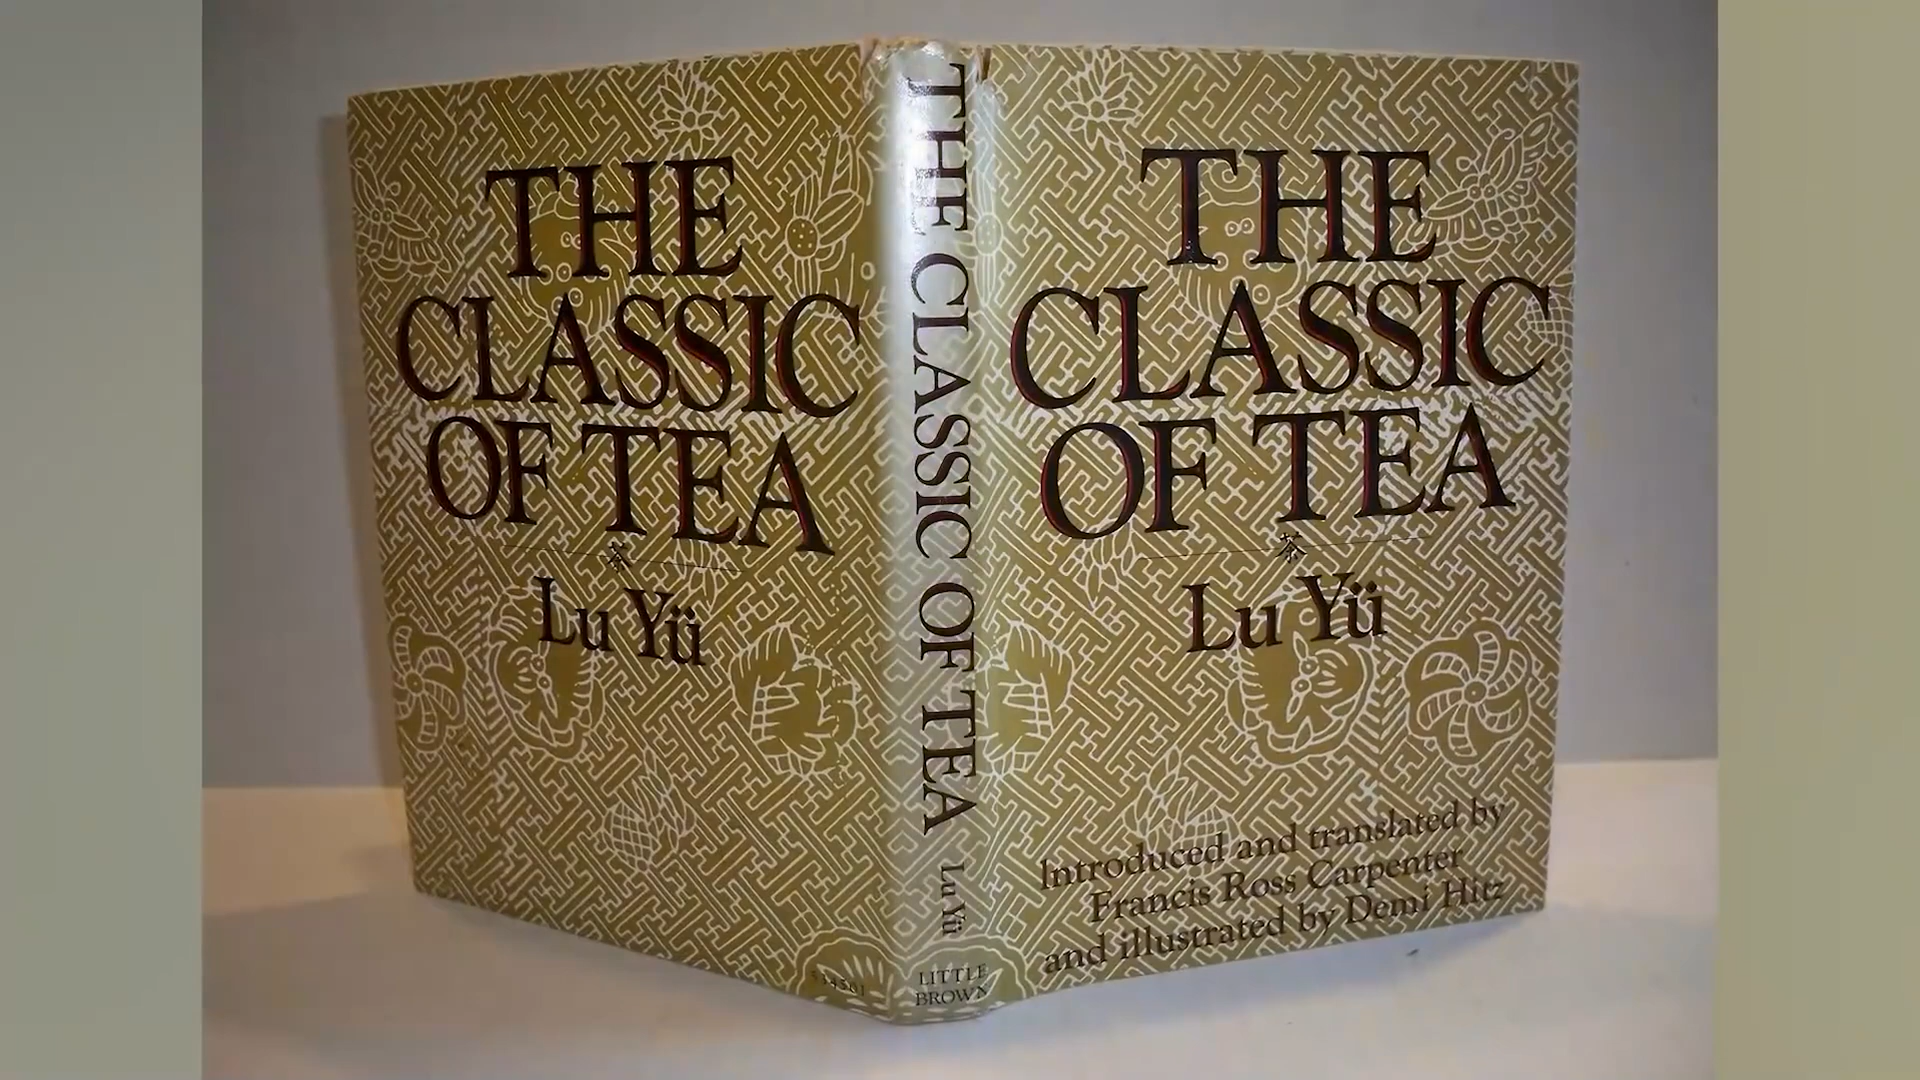 THE
CLASSIC
OF TEA
茶
Lu Yü
THE CLASSIC OF TEA
Lu Yü
LITTLE
BROWN
THE
CLASSIC
OF TEA
茶
Lu Yü
Introduced and translated by
Francis Ross Carpenter
and illustrated by Demi Hitz